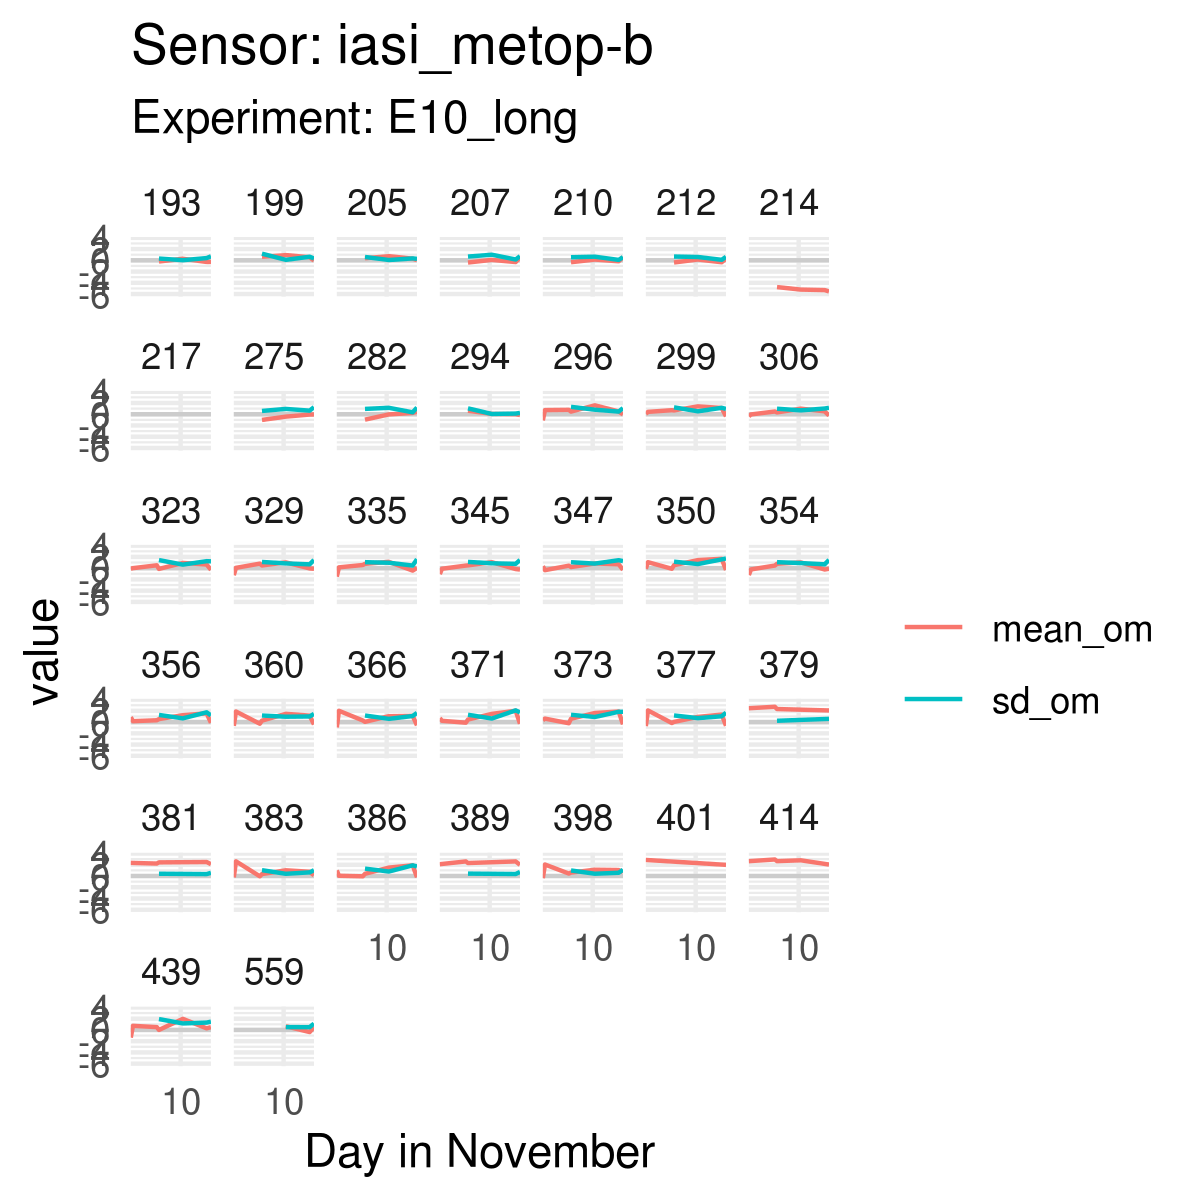 Sensor: iasi_metop-b
Experiment: E10_long
193 199 205 207 210 212 214
217 275 282 294 296 299 306
323 329 335 345 347 350 354
value
356 360 366 371 373 377 379
mean_om
sd_om
381 383 386 389 398 401 414
10 10 10 10 10
439 559
10 10
Day in November